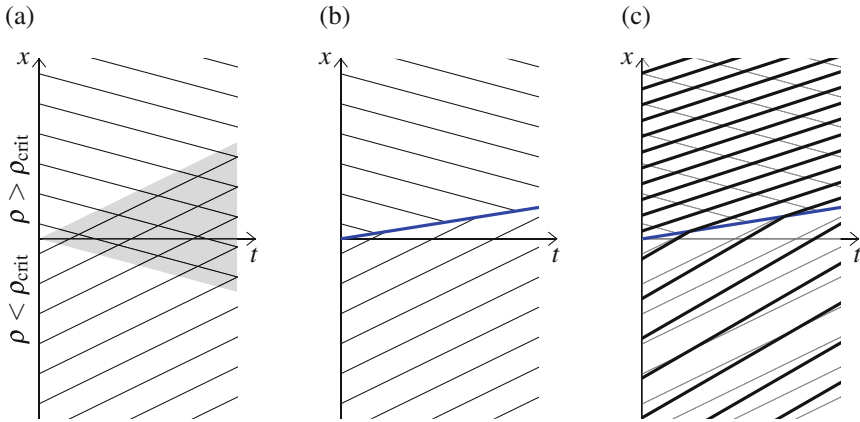 (a)
(b)
(c)
x
x
x
ρ > ρcrit
ρ < ρcrit
t
t
t